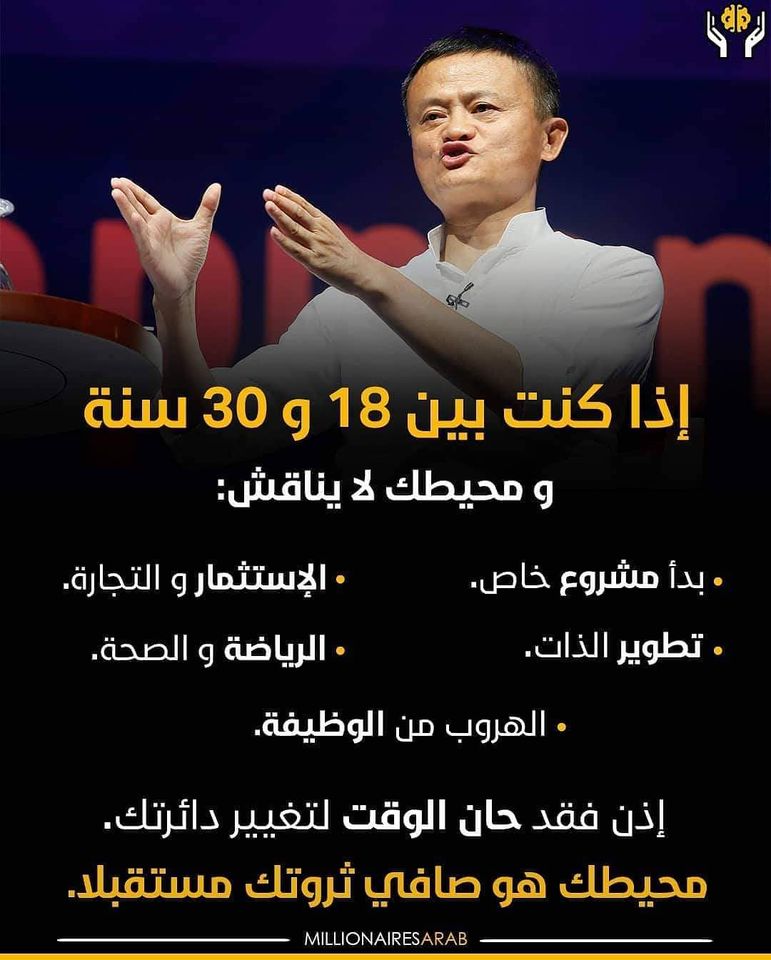 إذا كنت بين 18 و 30 سنة
و محيطك لا يناقش:
• بدأ مشروع خاص.
• الإستثمار و التجارة.
• تطوير الذات.
• الرياضة و الصحة.
• الهروب من الوظيفة.
إذن فقد حان الوقت لتغيير دائرتك.
محيطك هو صافي ثروتك مستقبلا.
MILLIONAIRESARAB